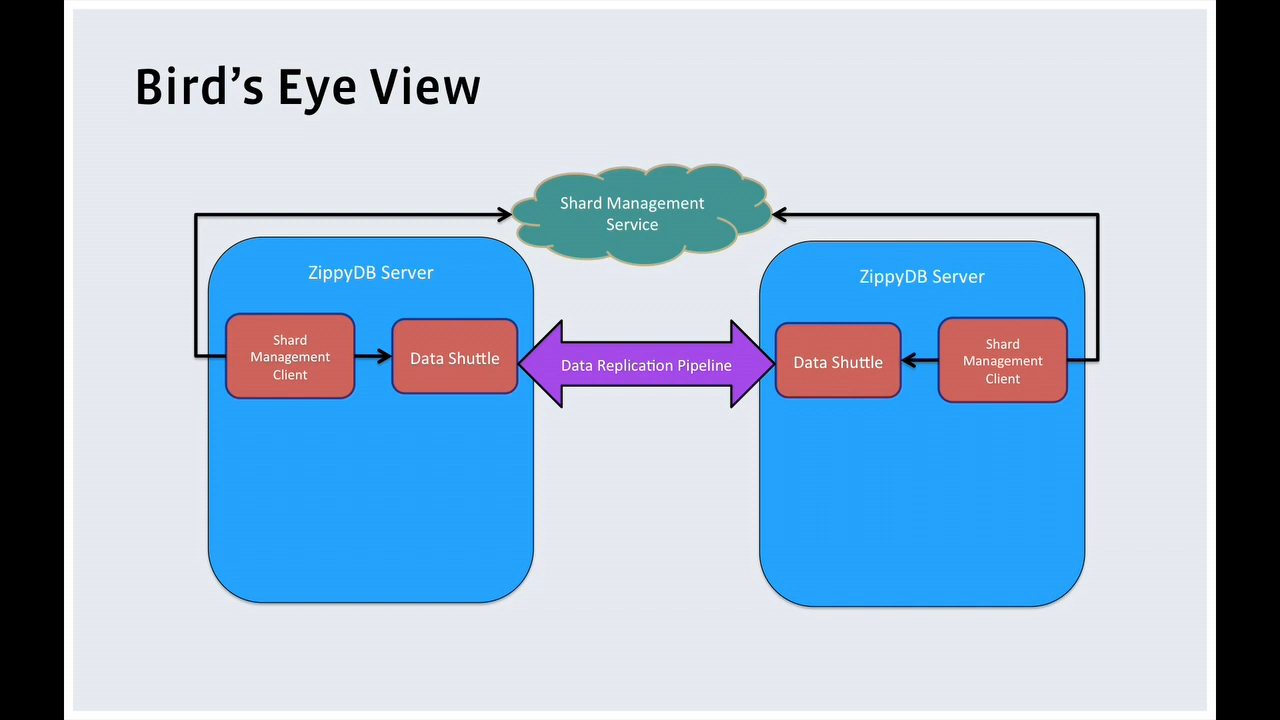 Bird's Eye View
Shard Management
Service
ZippyDB Server
Shard
Management
Client
Data Shuttle
Data Replication Pipeline
ZippyDB Server
Data Shuttle
Shard
Management
Client